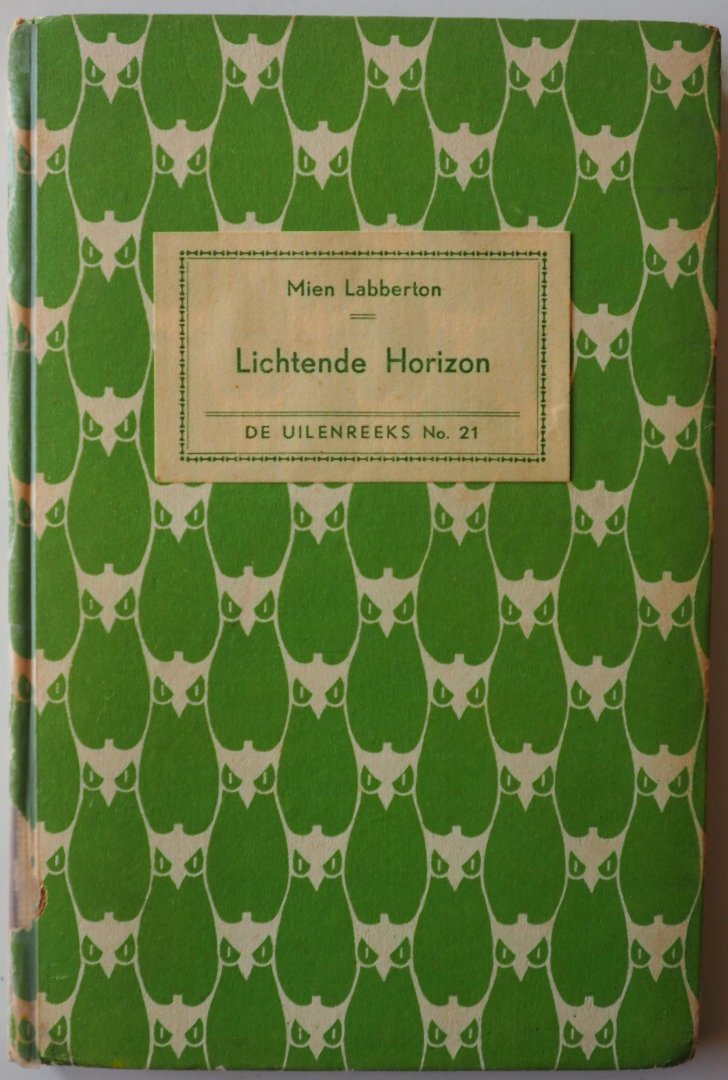 Mien Labberton
Lichtende Horizon
DE UILENREEKS No. 21